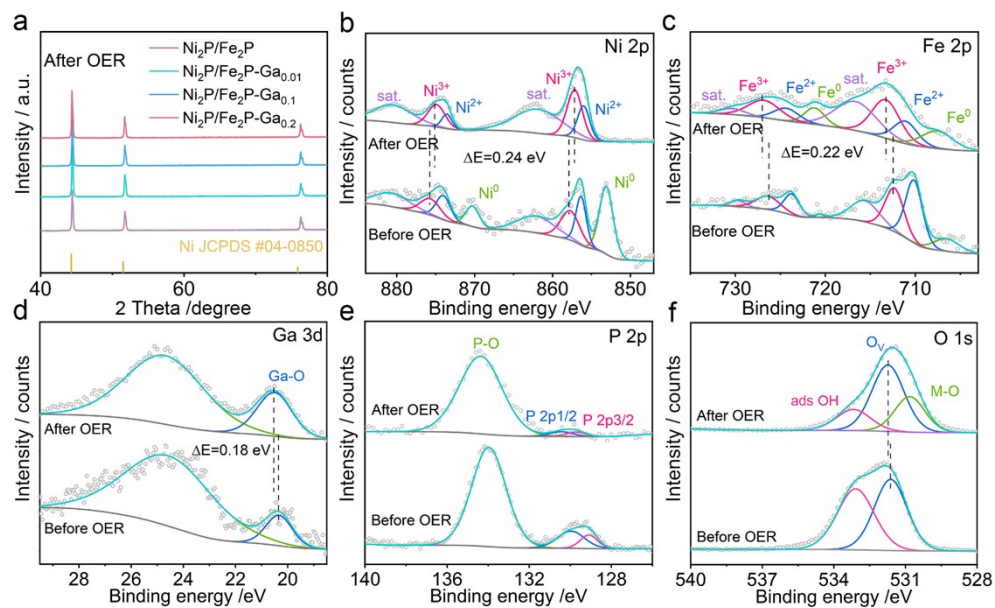 a
After OER
Ni₂P/Fe₂P
Ni₂P/Fe₂P-Ga₀.₀₁
Ni₂P/Fe₂P-Ga₀.₁
Ni₂P/Fe₂P-Ga₀.₂
Ni JCPDS #04-0850
Intensity / a.u.
40 60 80
2 Theta /degree
b
Ni 2p
sat. Ni³⁺ Ni²⁺ sat. Ni³⁺ Ni²⁺
After OER
ΔE=0.24 eV
Ni⁰ Ni⁰
Before OER
Intensity / counts
880 870 860 850
Binding energy /eV
c
Fe 2p
sat. Fe³⁺ Fe²⁺ Fe⁰ sat. Fe³⁺ Fe²⁺ Fe⁰
After OER
ΔE=0.22 eV
Before OER
Intensity / counts
730 720 710
Binding energy /eV
d
Ga 3d
Ga-O
After OER
ΔE=0.18 eV
Before OER
Intensity / counts
28 26 24 22 20
Binding energy /eV
e
P 2p
P-O
After OER
P 2p1/2 P 2p3/2
Before OER
Intensity / counts
140 136 132 128
Binding energy /eV
f
O 1s
Oᵥ
ads OH
M-O
After OER
Before OER
Intensity / counts
540 537 534 531 528
Binding energy /eV